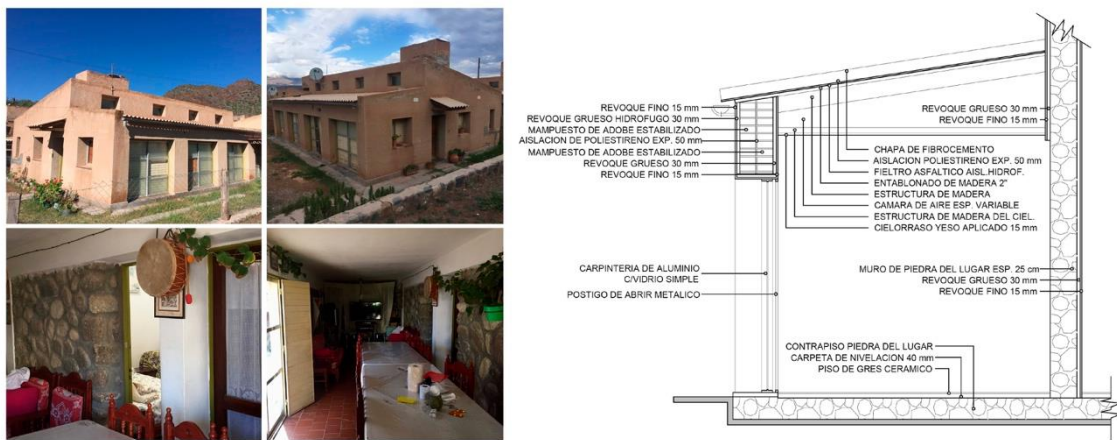 REVOQUE FINO 15 mm
REVOQUE GRUESO HIDROFUGO 30 mm
MAMPUESTO DE ADOBE ESTABILIZADO
AISLACION DE POLIESTIRENO EXP. 50 mm
MAMPUESTO DE ADOBE ESTABILIZADO
REVOQUE GRUESO 30 mm
REVOQUE FINO 15 mm
REVOQUE GRUESO 30 mm
REVOQUE FINO 15 mm
CHAPA DE FIBROCEMENTO
AISLACION POLIESTIRENO EXP. 50 mm
FIELTRO ASFALTICO AISL.HIDROF.
ENTABLONADO DE MADERA 2"
ESTRUCTURA DE MADERA
CAMARA DE AIRE ESP. VARIABLE
ESTRUCTURA DE MADERA DEL CIEL.
CIELORRASO YESO APLICADO 15 mm
CARPINTERIA DE ALUMINIO
C/VIDRIO SIMPLE
POSTIGO DE ABRIR METALICO
MURO DE PIEDRA DEL LUGAR ESP. 25 cm
REVOQUE GRUESO 30 mm
REVOQUE FINO 15 mm
CONTRAPISO PIEDRA DEL LUGAR
CARPETA DE NIVELACION 40 mm
PISO DE GRES CERAMICO